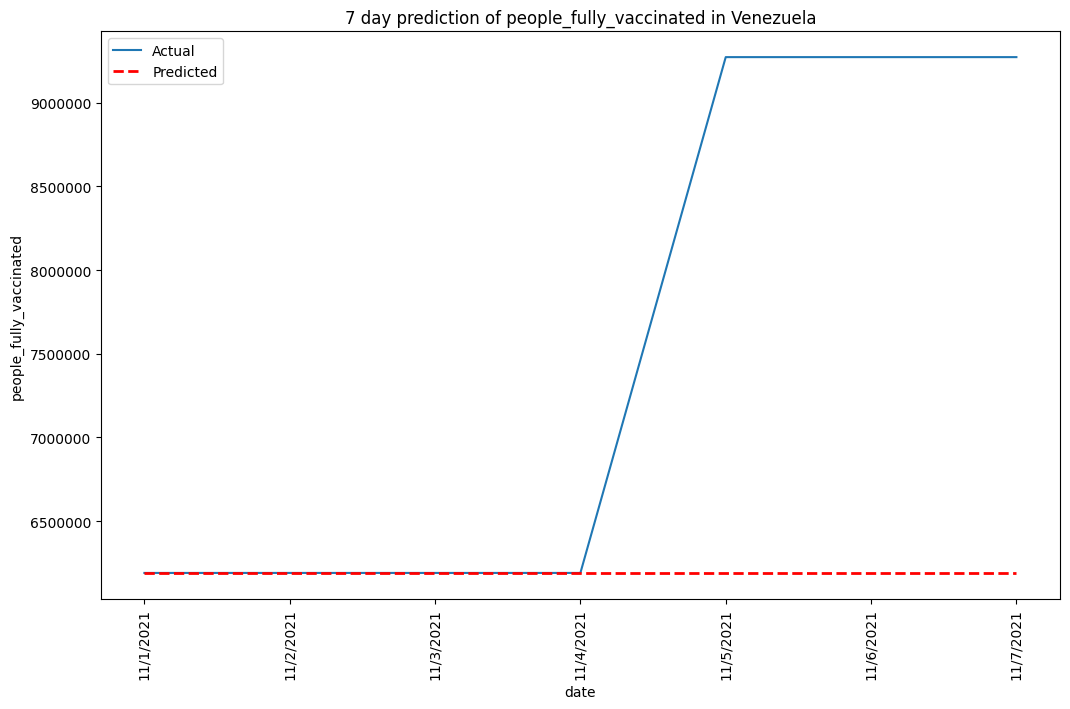 7 day prediction of people_fully_vaccinated in Venezuela
Actual
Predicted
9000000
8500000
8000000
7500000
7000000
6500000
people_fully_vaccinated
11/1/2021
11/2/2021
11/3/2021
11/4/2021
11/5/2021
11/6/2021
11/7/2021
date